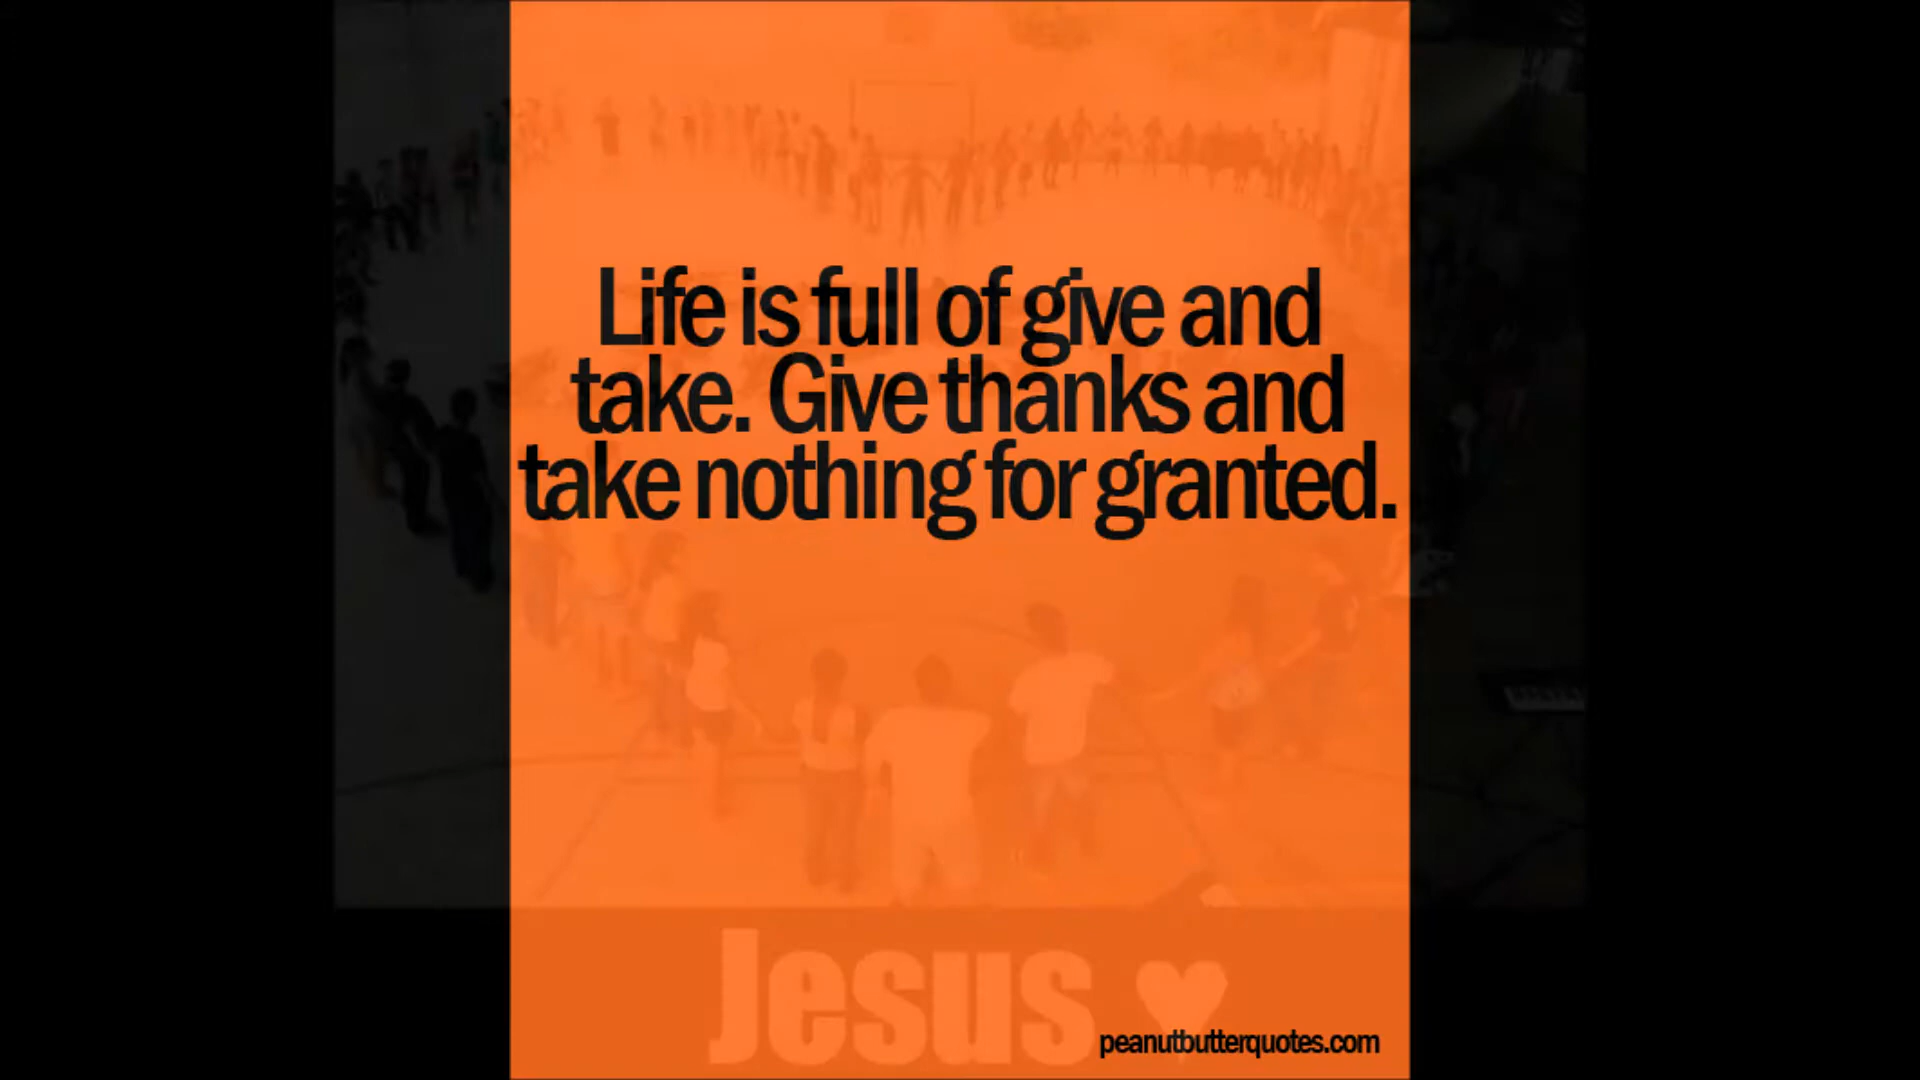 Life is full of give and
take. Give thanks and
take nothing for granted.
Jesus ♥
peanutbutterquotes.com